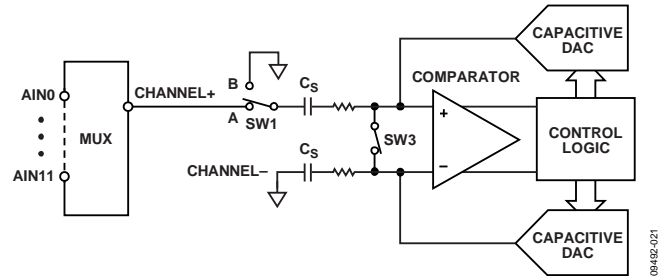 CAPACITIVE
DAC
COMPARATOR
CHANNEL+
B
A
SW1
CS
AIN0
MUX
AIN11
+
SW3
CONTROL
LOGIC
CHANNEL–
CS
–
CAPACITIVE
DAC
09492-021